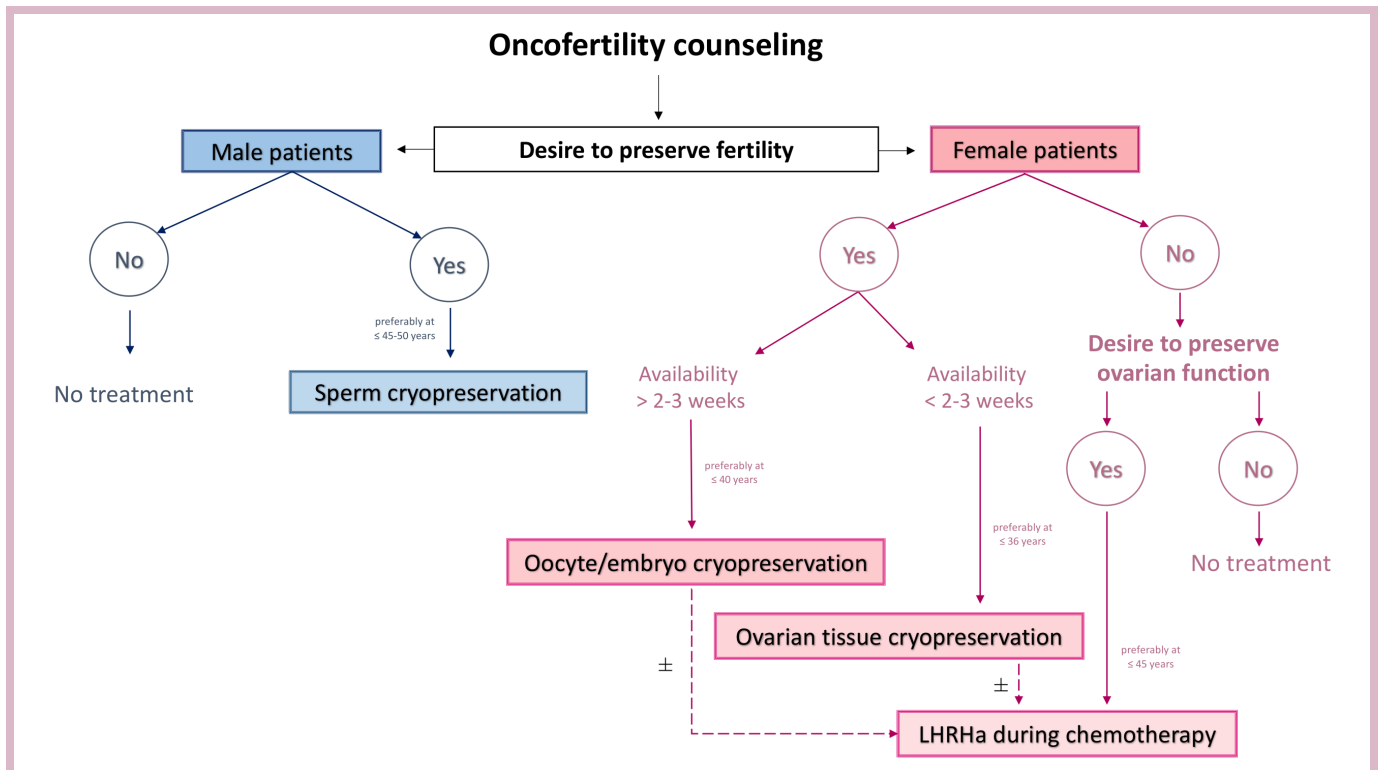 Oncofertility counseling
Male patients
Desire to preserve fertility
Female patients
No
Yes
Yes
No
preferably at
≤ 45-50 years
No treatment
Sperm cryopreservation
Availability
> 2-3 weeks
Availability
< 2-3 weeks
Desire to preserve
ovarian function
preferably at
≤ 40 years
Yes
No
preferably at
≤ 36 years
Oocyte/embryo cryopreservation
No treatment
Ovarian tissue cryopreservation
preferably at
≤ 45 years
±
±
LHRHa during chemotherapy